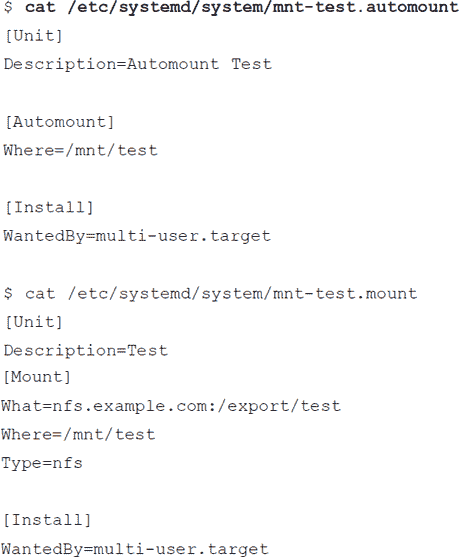 $ cat /etc/systemd/system/mnt-test.automount
[Unit]
Description=Automount Test
[Automount]
Where=/mnt/test
[Install]
WantedBy=multi-user.target
$ cat /etc/systemd/system/mnt-test.mount
[Unit]
Description=Test
[Mount]
What=nfs.example.com:/export/test
Where=/mnt/test
Type=nfs
[Install]
WantedBy=multi-user.target